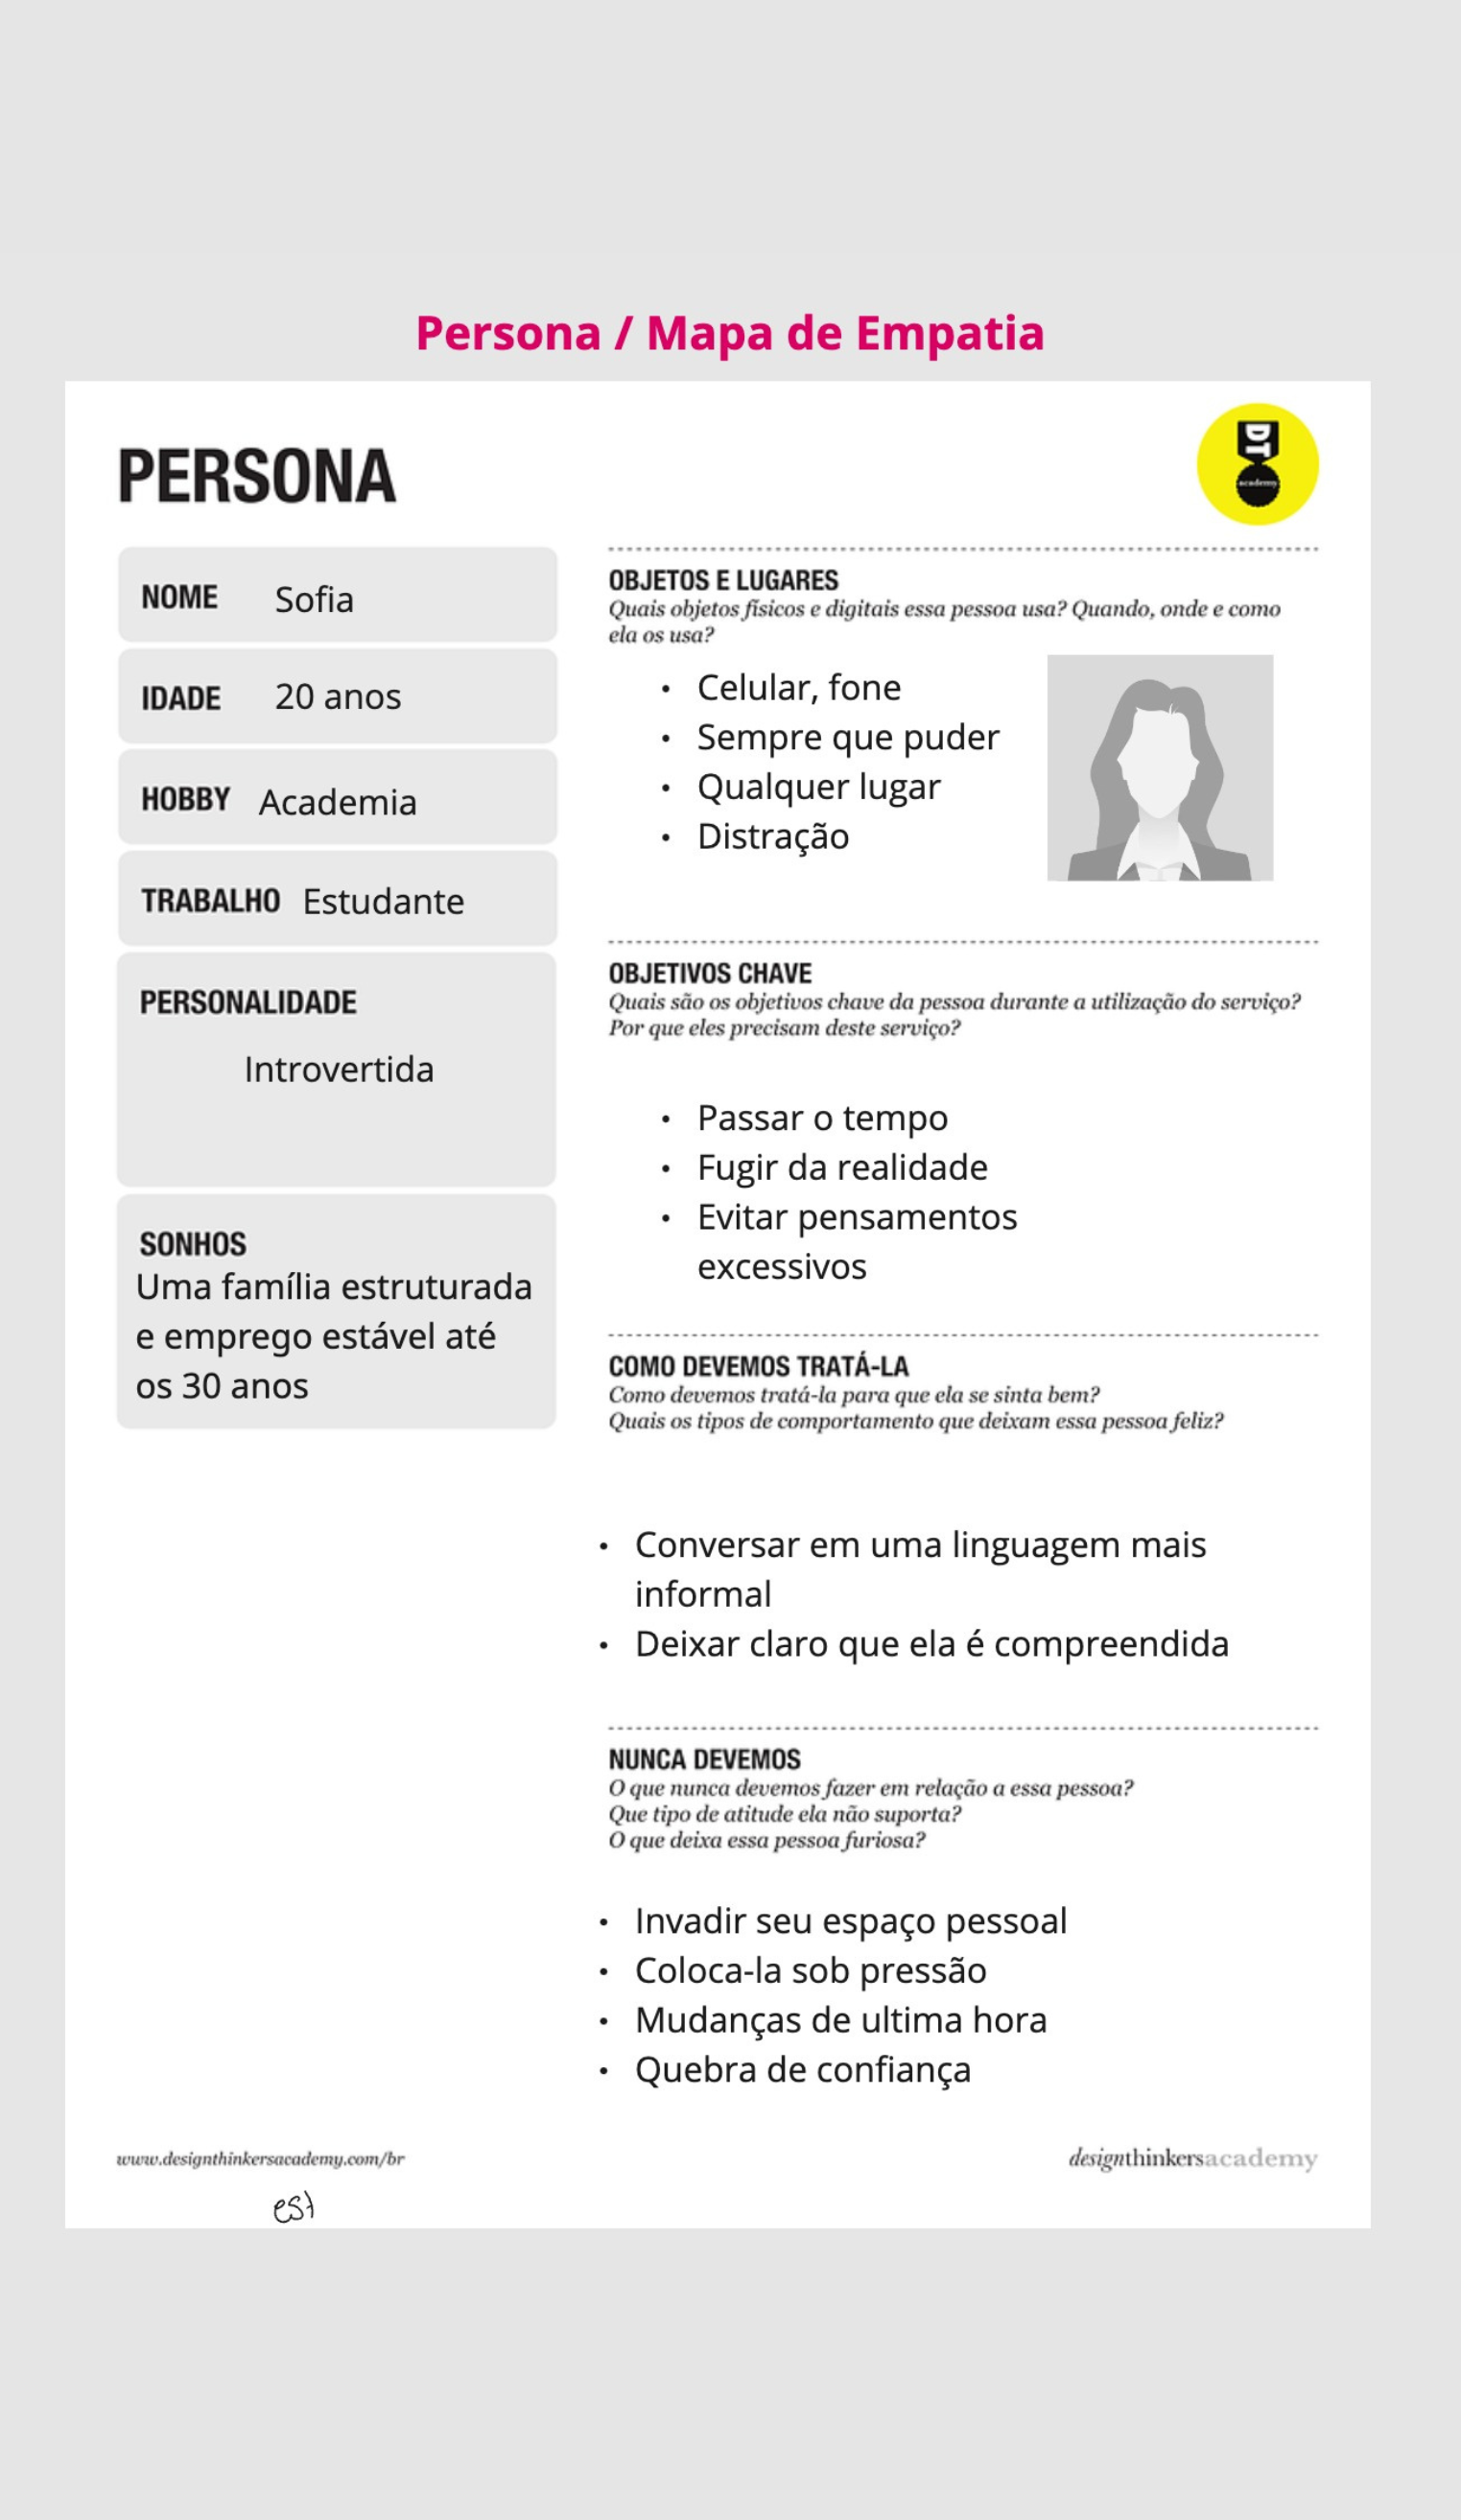 Persona / Mapa de Empatia
PERSONA
DT
academy
NOME Sofia
IDADE 20 anos
HOBBY Academia
TRABALHO Estudante
PERSONALIDADE
Introvertida
SONHOS
Uma família estruturada
e emprego estável até
os 30 anos
OBJETOS E LUGARES
Quais objetos físicos e digitais essa pessoa usa? Quando, onde e como
ela os usa?
• Celular, fone
• Sempre que puder
• Qualquer lugar
• Distração
OBJETIVOS CHAVE
Quais são os objetivos chave da pessoa durante a utilização do serviço?
Por que eles precisam deste serviço?
• Passar o tempo
• Fugir da realidade
• Evitar pensamentos
excessivos
COMO DEVEMOS TRATÁ-LA
Como devemos tratá-la para que ela se sinta bem?
Quais os tipos de comportamento que deixam essa pessoa feliz?
• Conversar em uma linguagem mais
informal
• Deixar claro que ela é compreendida
NUNCA DEVEMOS
O que nunca devemos fazer em relação a essa pessoa?
Que tipo de atitude ela não suporta?
O que deixa essa pessoa furiosa?
• Invadir seu espaço pessoal
• Coloca-la sob pressão
• Mudanças de ultima hora
• Quebra de confiança
www.designthinkersacademy.com/br
designthinkersacademy
est